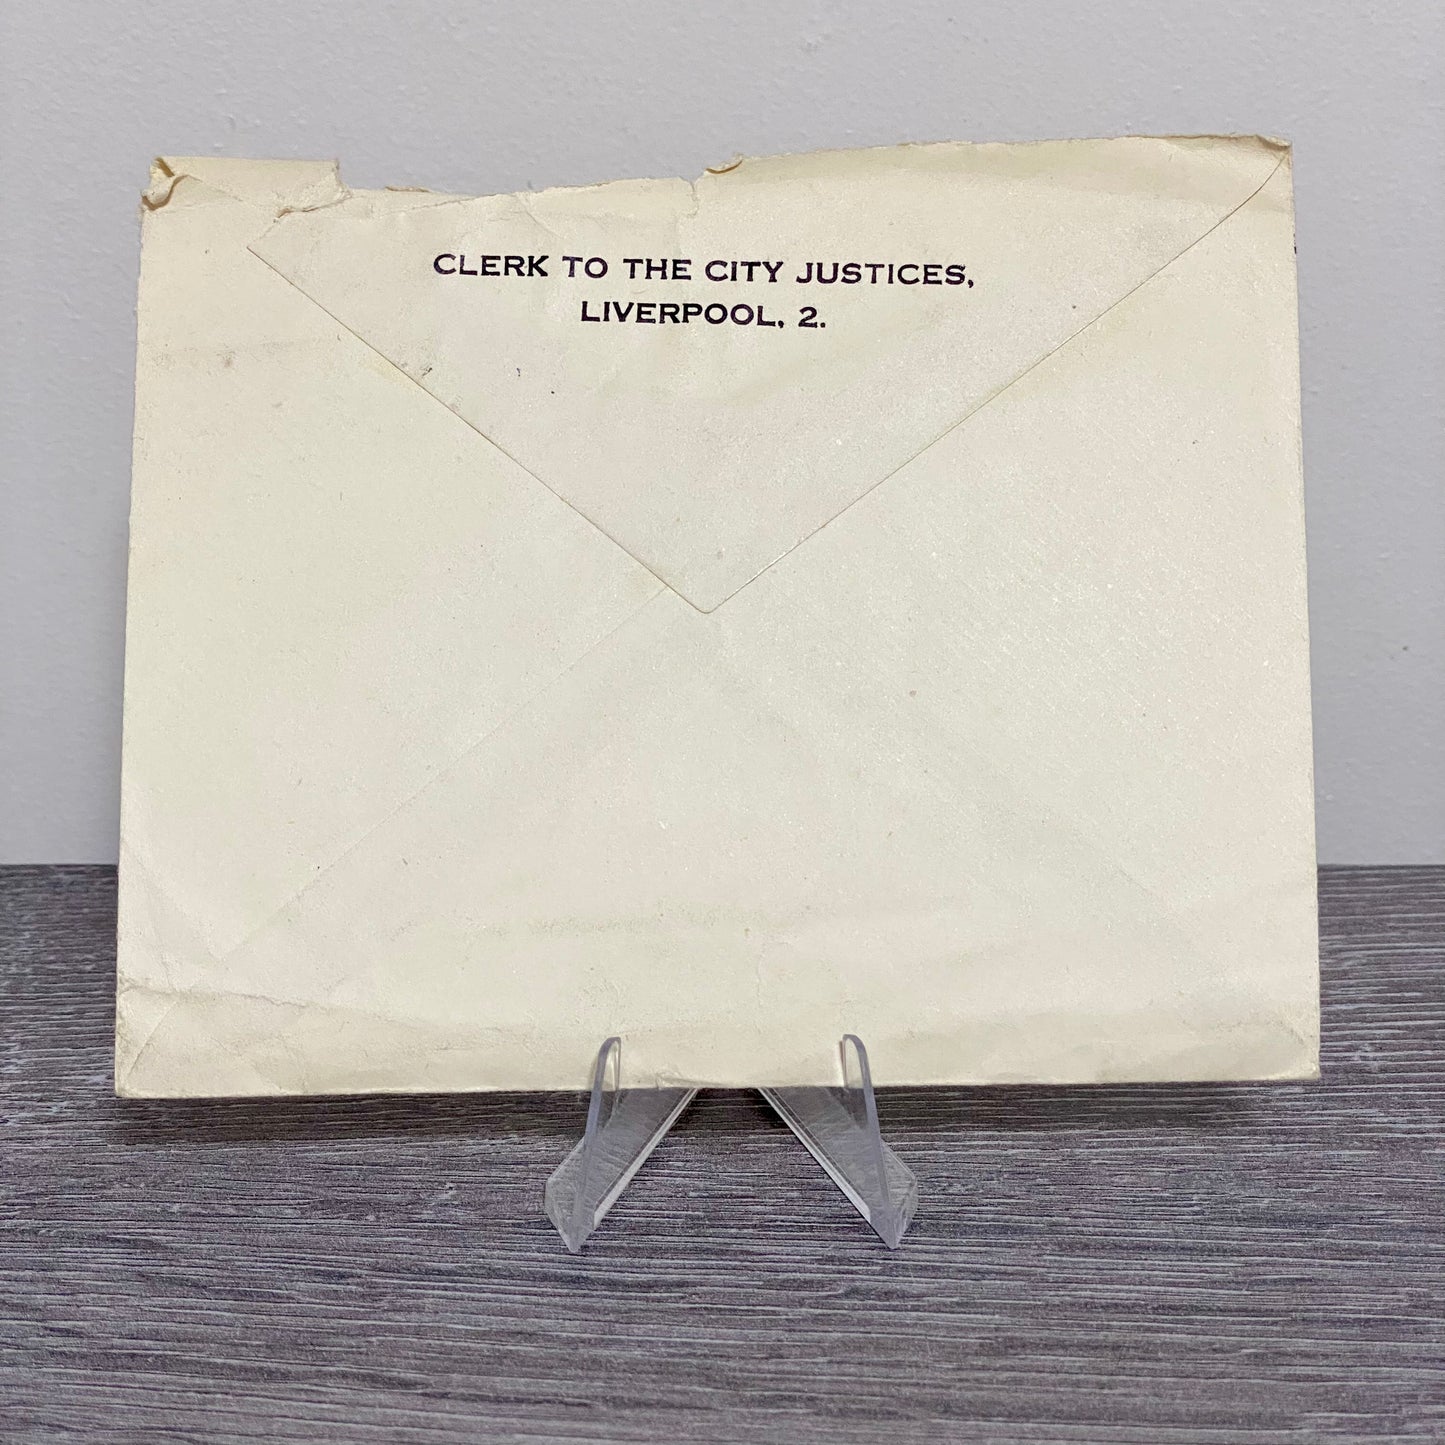 CLERK TO THE CITY JUSTICES,
LIVERPOOL, 2.